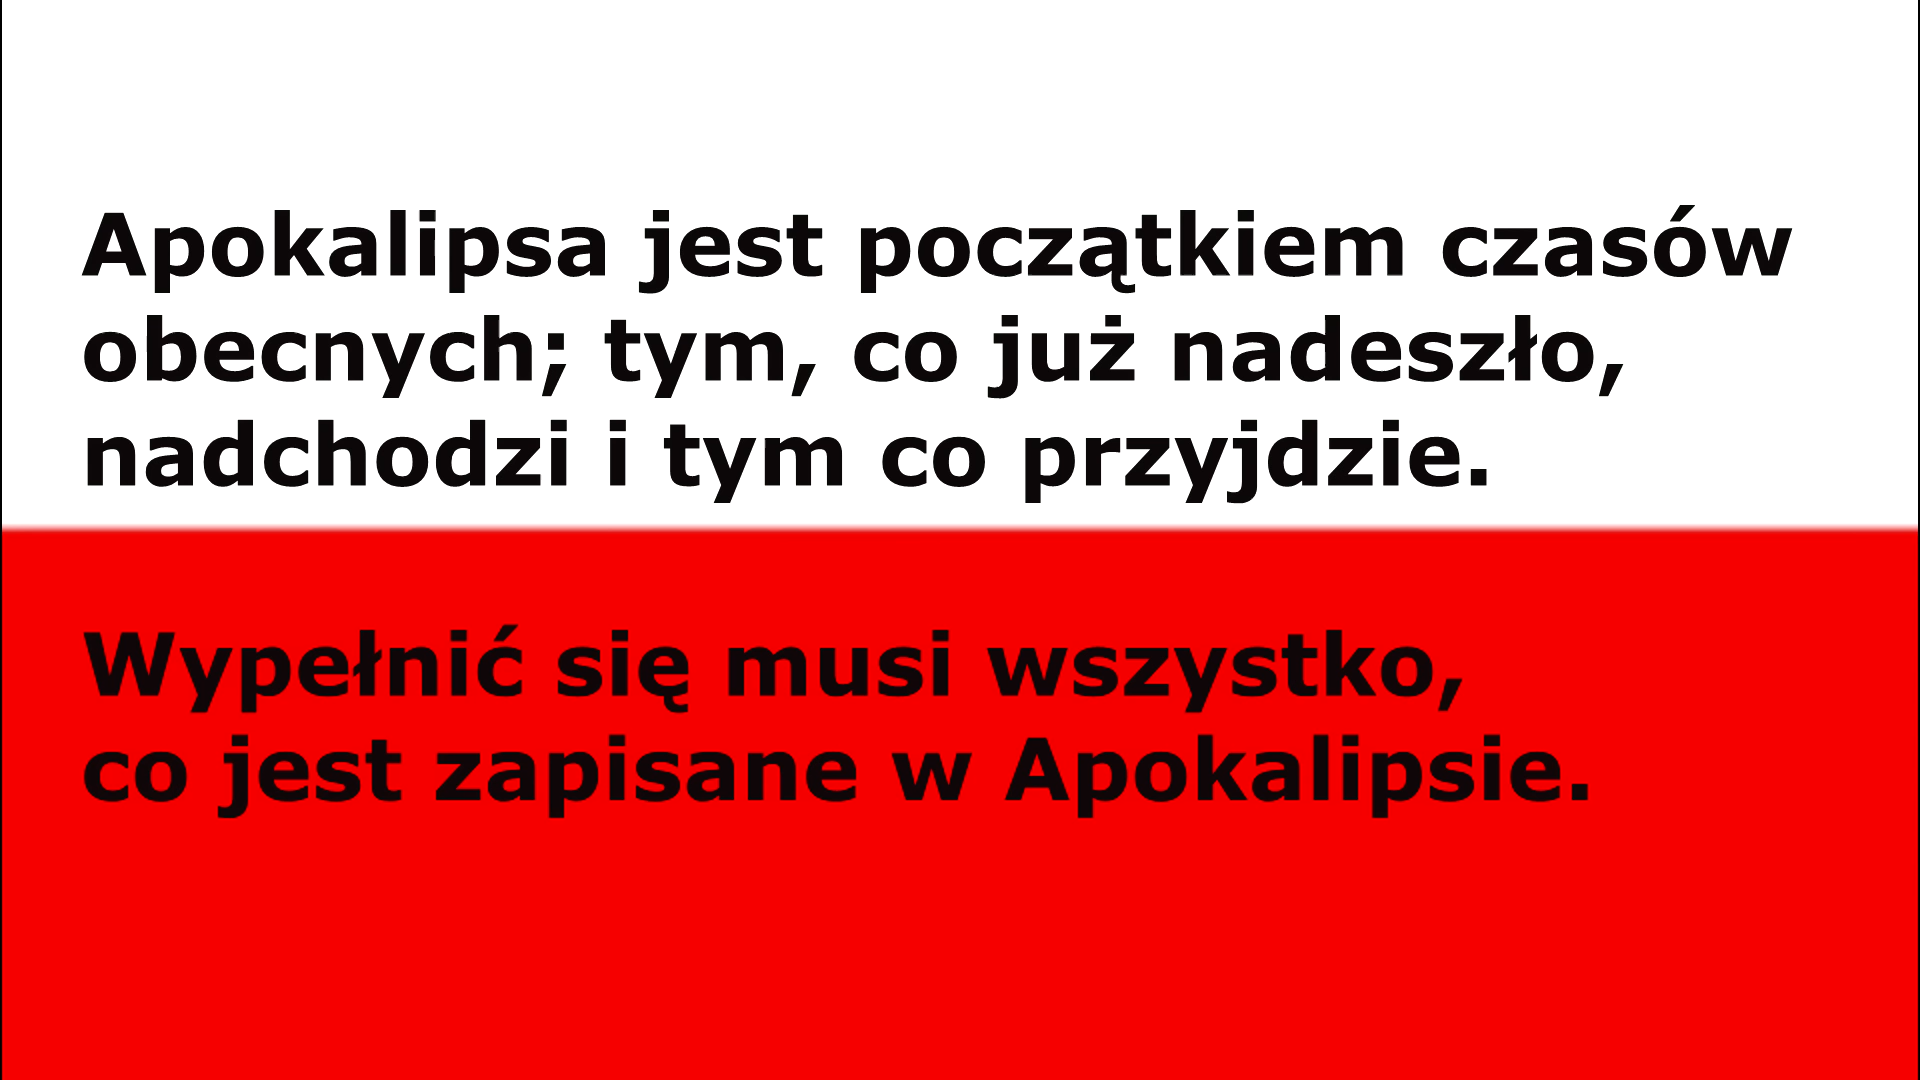 Apokalipsa jest początkiem czasów
obecnych; tym, co już nadeszło,
nadchodzi i tym co przyjdzie.
Wypełnić się musi wszystko,
co jest zapisane w Apokalipsie.